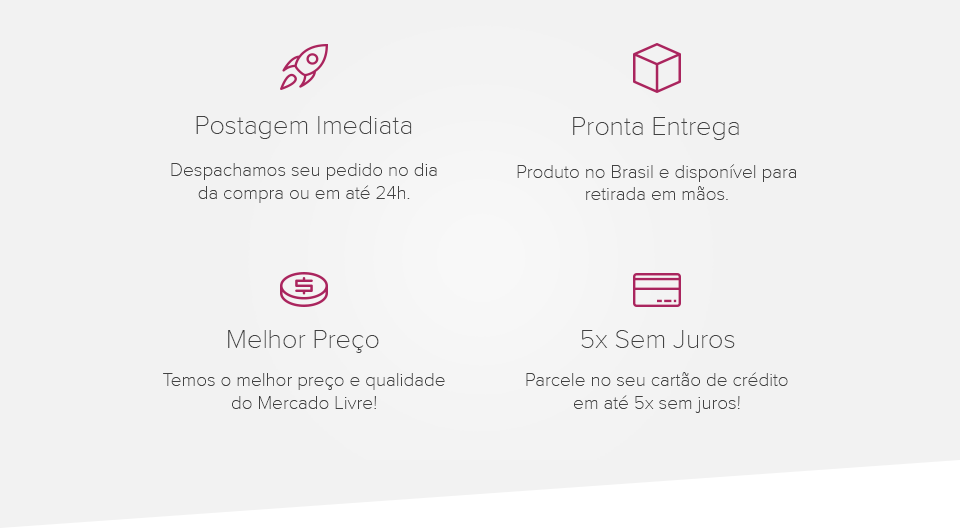 Postagem Imediata
Despachamos seu pedido no dia
da compra ou em até 24h.
Pronta Entrega
Produto no Brasil e disponível para
retirada em mãos.
$
Melhor Preço
Temos o melhor preço e qualidade
do Mercado Livre!
5x Sem Juros
Parcele no seu cartão de crédito
em até 5x sem juros!